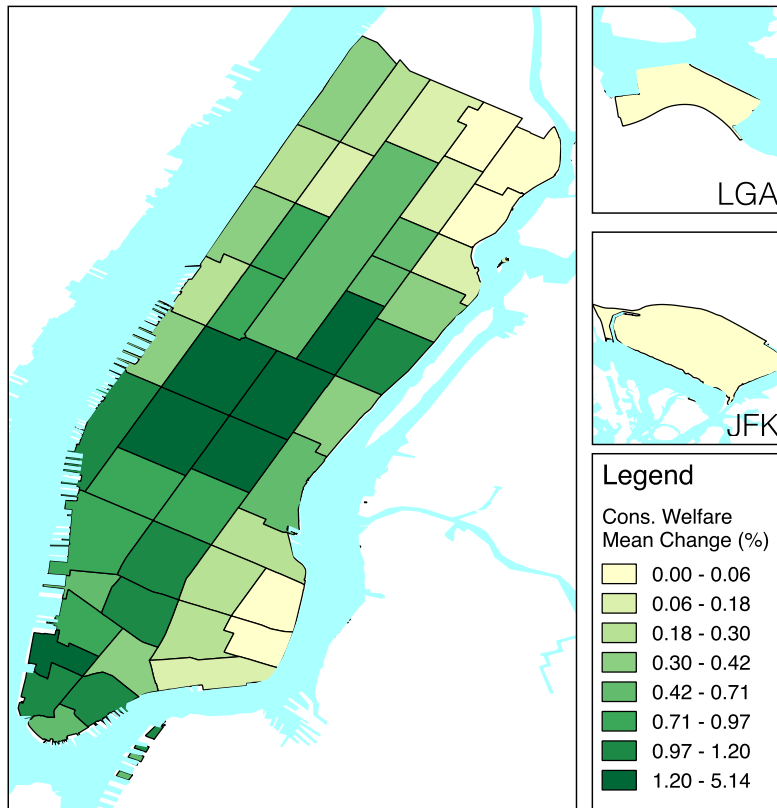 LGA
JFK
Legend
Cons. Welfare
Mean Change (%)
0.00 - 0.06
0.06 - 0.18
0.18 - 0.30
0.30 - 0.42
0.42 - 0.71
0.71 - 0.97
0.97 - 1.20
1.20 - 5.14